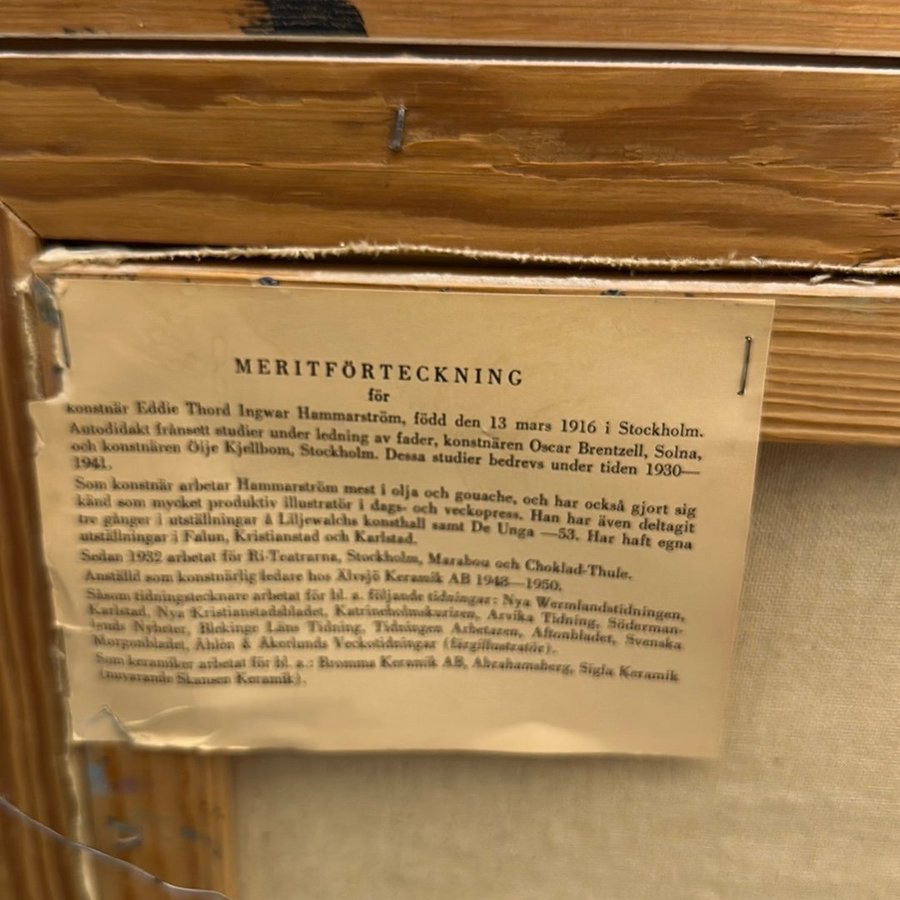 MERITFÖRTECKNING
för
konstnär Eddie Thord Ingwar Hammarström, född den 13 mars 1916 i Stockholm.
Autodidakt frånsett studier under ledning av fader, konstnären Oscar Brentzell, Solna,
och konstnären Öije Kjellbom, Stockholm. Dessa studier bedrevs under tiden 1930—
1941.
Som konstnär arbetar Hammarström mest i olja och gouache, och har också gjort sig
känd som mycket produktiv illustratör i dags- och veckopress. Han har även deltagit
tre gånger i utställningar å Liljewalchs konsthall samt De Unga —53. Har haft egna
utställningar i Falun, Kristianstad och Karlstad.
Sedan 1932 arbetat för Ri-Teatrarna, Stockholm, Marabou och Choklad-Thule.
Anställd som konstnärlig ledare hos Älvsjö Keramik AB 1948—1950.
Såsom tidningstecknare arbetat för bl. a. följande tidningar: Nya Wermlandstidningen,
Karlstad, Nya Kristianstadsbladet, Katrineholmskuriren, Arvika Tidning, Söderman-
lands Nyheter, Blekinge Läns Tidning, Tidningen Arbetaren, Aftonbladet, Svenska
Morgonbladet, Åhlén & Åkerlunds Veckotidningar (färgillustratör).
Som keramiker arbetat för bl. a.: Bromma Keramik AB, Abrahamsberg, Sigfa Keramik
(nuvarande Skansen Keramik).